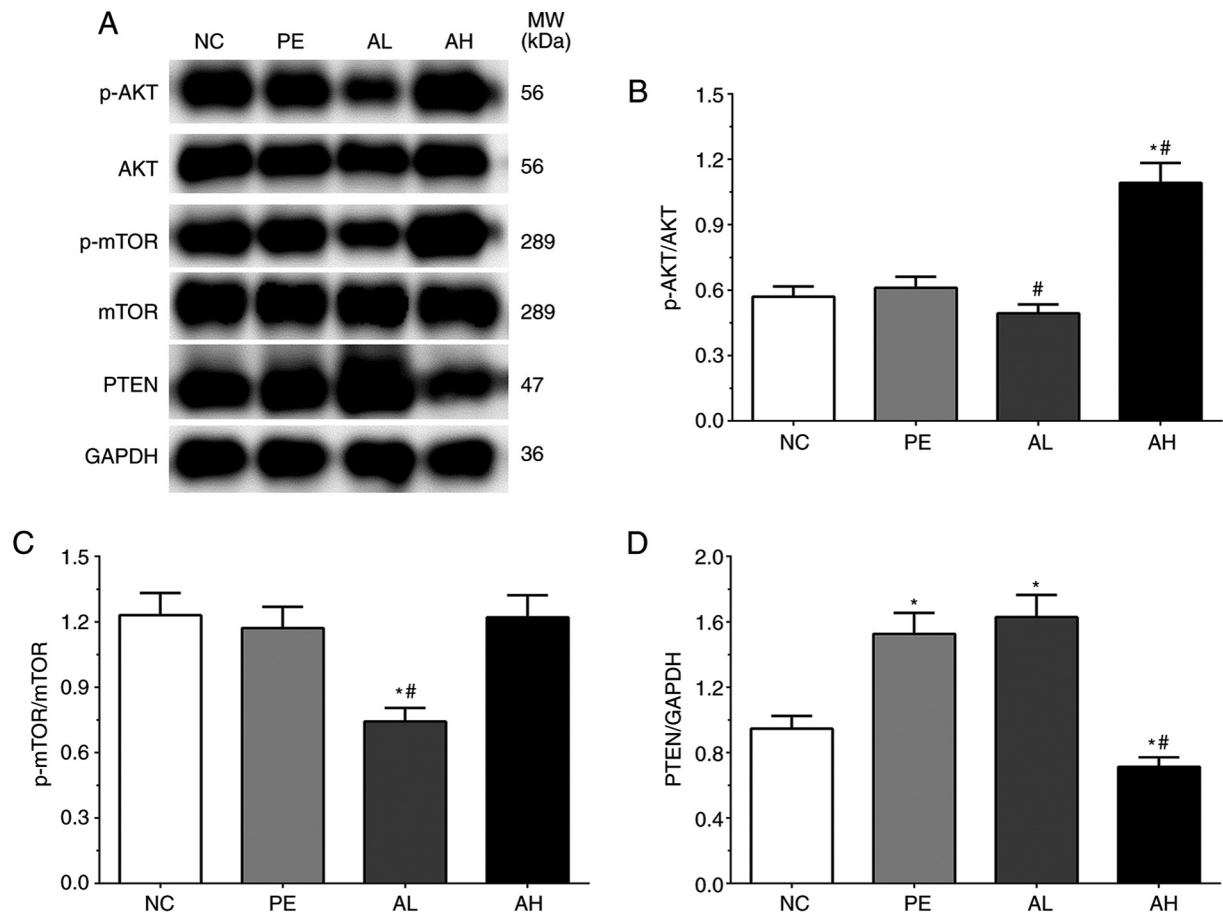 A
NC PE AL AH MW (kDa)
p-AKT 56
AKT 56
p-mTOR 289
mTOR 289
PTEN 47
GAPDH 36
B
p-AKT/AKT
1.5
1.2
0.9
0.6
0.3
0.0
#
*#
NC PE AL AH
C
p-mTOR/mTOR
1.5
1.2
0.9
0.6
0.3
0.0
*#
NC PE AL AH
D
PTEN/GAPDH
2.0
1.6
1.2
0.8
0.4
0.0
*
*
*#
NC PE AL AH